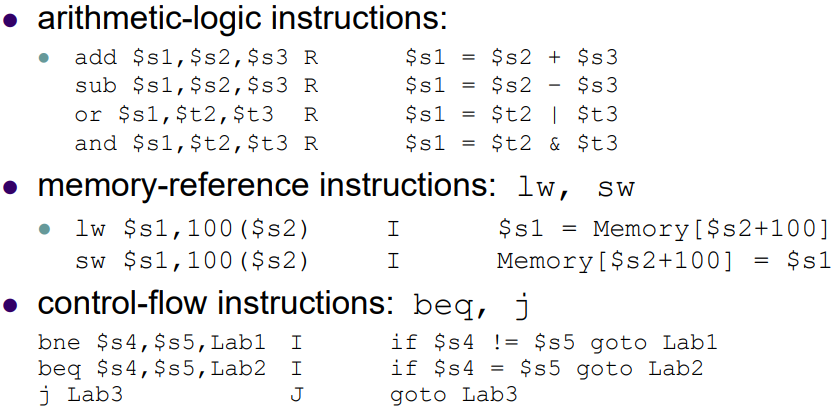 arithmetic-logic instructions:
add $s1,$s2,$s3 R $s1 = $s2 + $s3
sub $s1,$s2,$s3 R $s1 = $s2 - $s3
or $s1,$t2,$t3 R $s1 = $t2 | $t3
and $s1,$t2,$t3 R $s1 = $t2 & $t3
memory-reference instructions: lw, sw
lw $s1,100($s2) I $s1 = Memory[$s2+100]
sw $s1,100($s2) I Memory[$s2+100] = $s1
control-flow instructions: beq, j
bne $s4,$s5,Lab1 I if $s4 != $s5 goto Lab1
beq $s4,$s5,Lab2 I if $s4 = $s5 goto Lab2
j Lab3 J goto Lab3